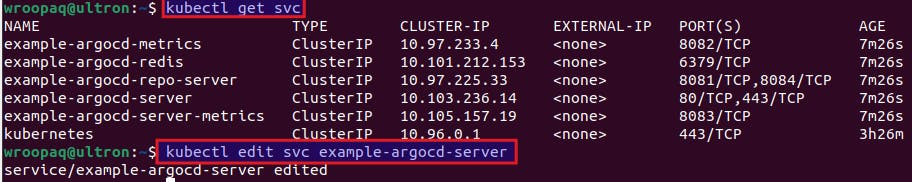 wroopaq@ultron:~$ kubectl get svc
NAME TYPE CLUSTER-IP EXTERNAL-IP PORT(S) AGE
example-argocd-metrics ClusterIP 10.97.233.4 <none> 8082/TCP 7m26s
example-argocd-redis ClusterIP 10.101.212.153 <none> 6379/TCP 7m26s
example-argocd-repo-server ClusterIP 10.97.225.33 <none> 8081/TCP,8084/TCP 7m26s
example-argocd-server ClusterIP 10.103.236.14 <none> 80/TCP,443/TCP 7m26s
example-argocd-server-metrics ClusterIP 10.105.157.19 <none> 8083/TCP 7m26s
kubernetes ClusterIP 10.96.0.1 <none> 443/TCP 3h26m
wroopaq@ultron:~$ kubectl edit svc example-argocd-server
service/example-argocd-server edited